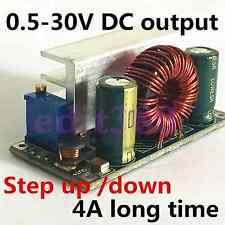 0.5-30V DC output
Step up /down
4A long time